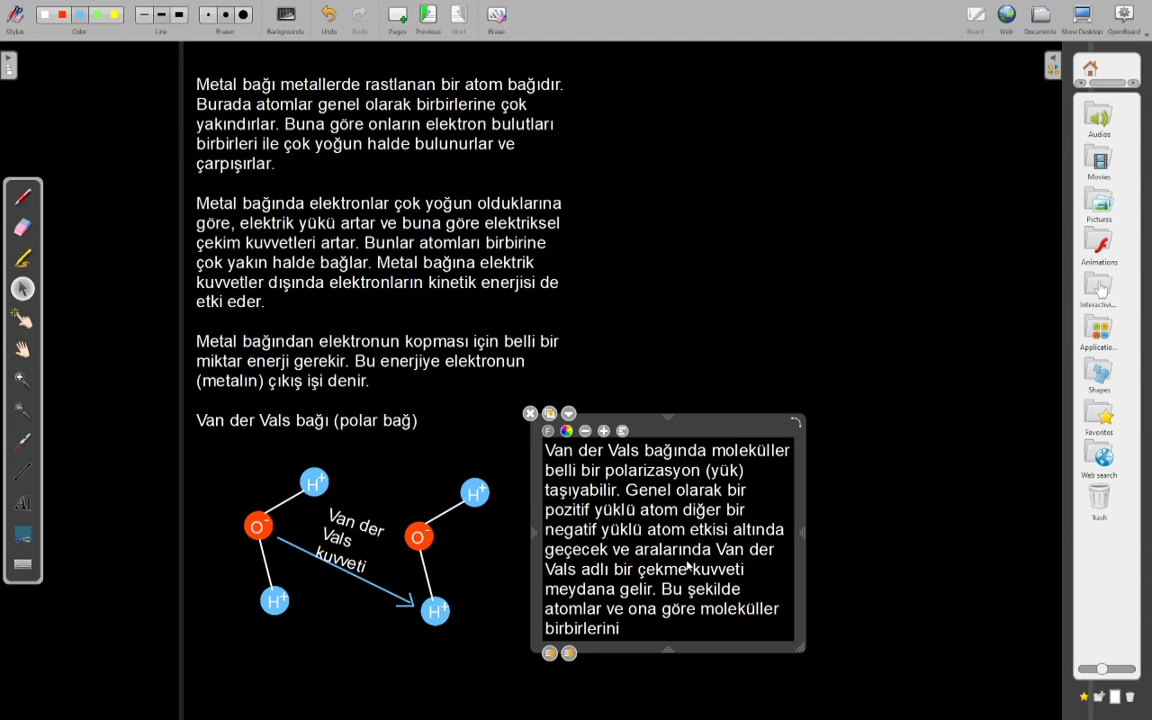 Stylus
Color
Line
Eraser
Backgrounds
Undo
Redo
Pages
Previous
Next
Erase
Board
Web
Documents
Show Desktop
OpenBoard
Metal bağı metallerde rastlanan bir atom bağıdır.
Burada atomlar genel olarak birbirlerine çok
yakındırlar. Buna göre onların elektron bulutları
birbirleri ile çok yoğun halde bulunurlar ve
çarpışırlar.
Metal bağında elektronlar çok yoğun olduklarına
göre, elektrik yükü artar ve buna göre elektriksel
çekim kuvvetleri artar. Bunlar atomları birbirine
çok yakın halde bağlar. Metal bağına elektrik
kuvvetler dışında elektronların kinetik enerjisi de
etki eder.
Metal bağından elektronun kopması için belli bir
miktar enerji gerekir. Bu enerjiye elektronun
(metalın) çıkış işi denir.
Van der Vals bağı (polar bağ)
H+
O-
H+
Van der
Vals
kuvveti
H+
O-
H+
F
Van der Vals bağında moleküller
belli bir polarizasyon (yük)
taşıyabilir. Genel olarak bir
pozitif yüklü atom diğer bir
negatif yüklü atom etkisi altında
geçecek ve aralarında Van der
Vals adlı bir çekme kuvveti
meydana gelir. Bu şekilde
atomlar ve ona göre moleküller
birbirlerini
AI
Audios
Movies
Pictures
Animations
Interactivi...
Applicatio...
Shapes
Favorites
Web search
Trash